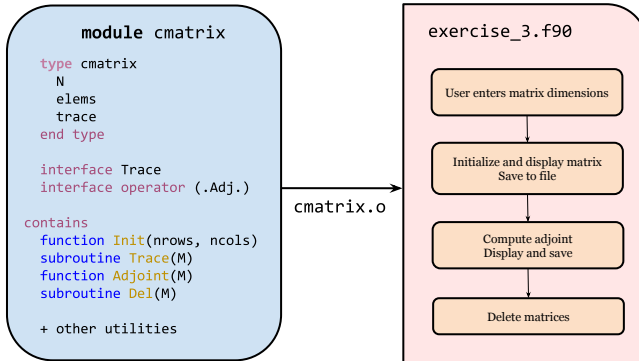 module cmatrix
type cmatrix
N
elems
trace
end type
interface Trace
interface operator (.Adj.)
contains
function Init(nrows, ncols)
subroutine Trace(M)
function Adjoint(M)
subroutine Del(M)
+ other utilities
cmatrix.o
exercise_3.f90
User enters matrix dimensions
Initialize and display matrix
Save to file
Compute adjoint
Display and save
Delete matrices